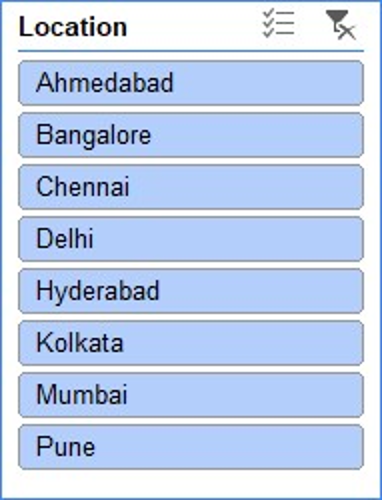 Location
Ahmedabad
Bangalore
Chennai
Delhi
Hyderabad
Kolkata
Mumbai
Pune